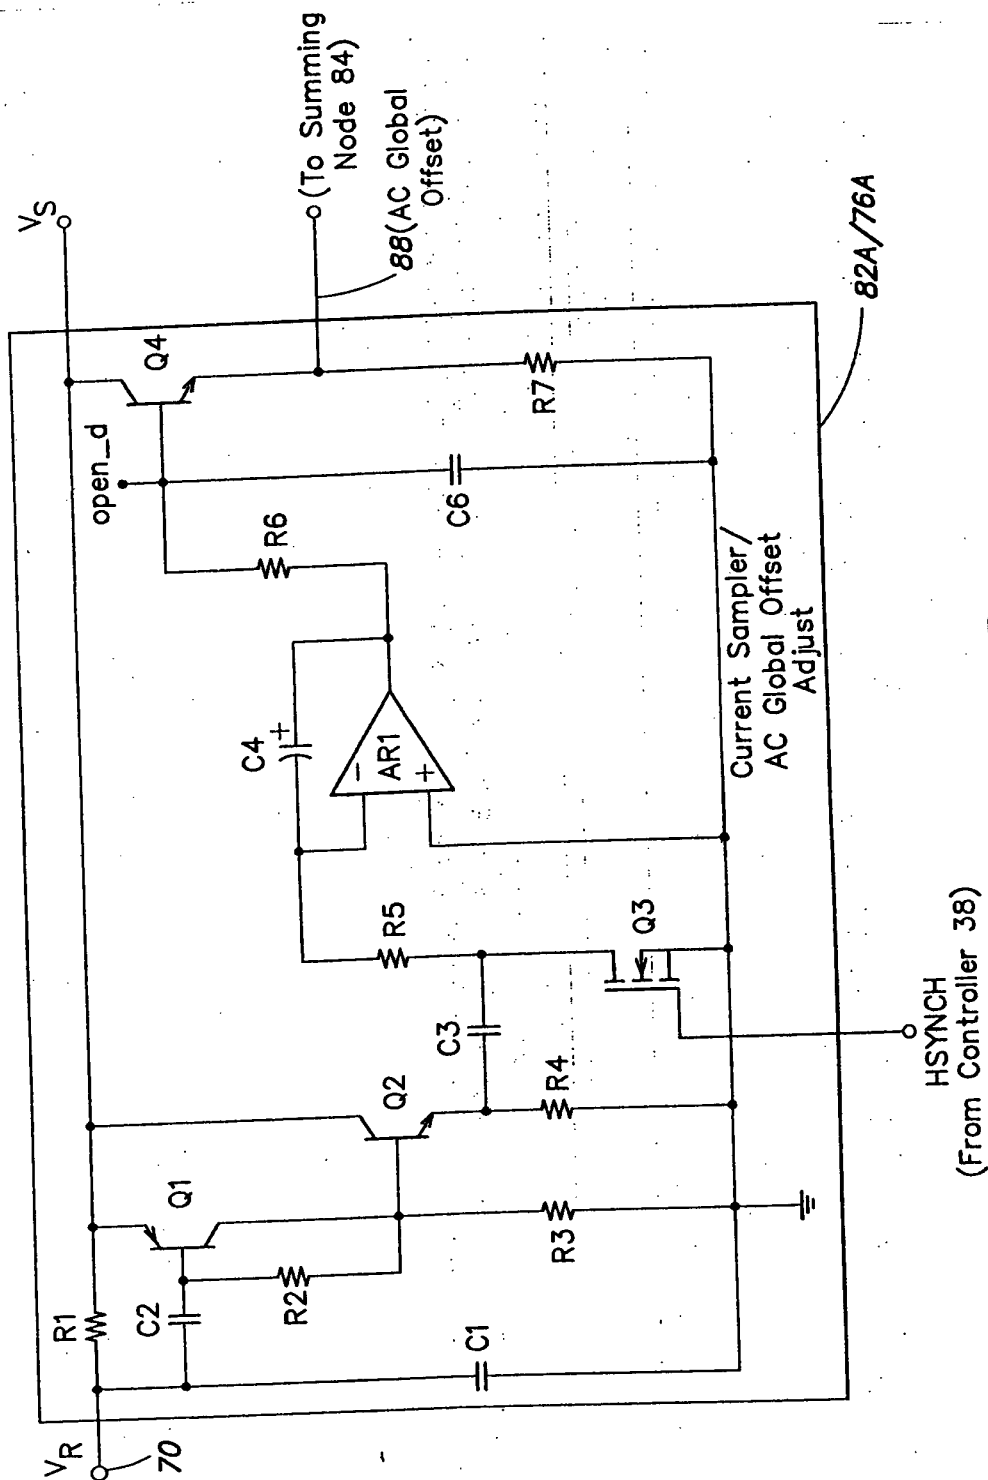 VR
70
R1
C2
Q1
R2
C1
R3
Q2
R4
C3
R5
Q3
C4
+
−
AR1
+
R6
open_d
Q4
C6
R7
VS
(To Summing
Node 84)
88(AC Global
Offset)
Current Sampler/
AC Global Offset
Adjust
82A/76A
HSYNCH
(From Controller 38)